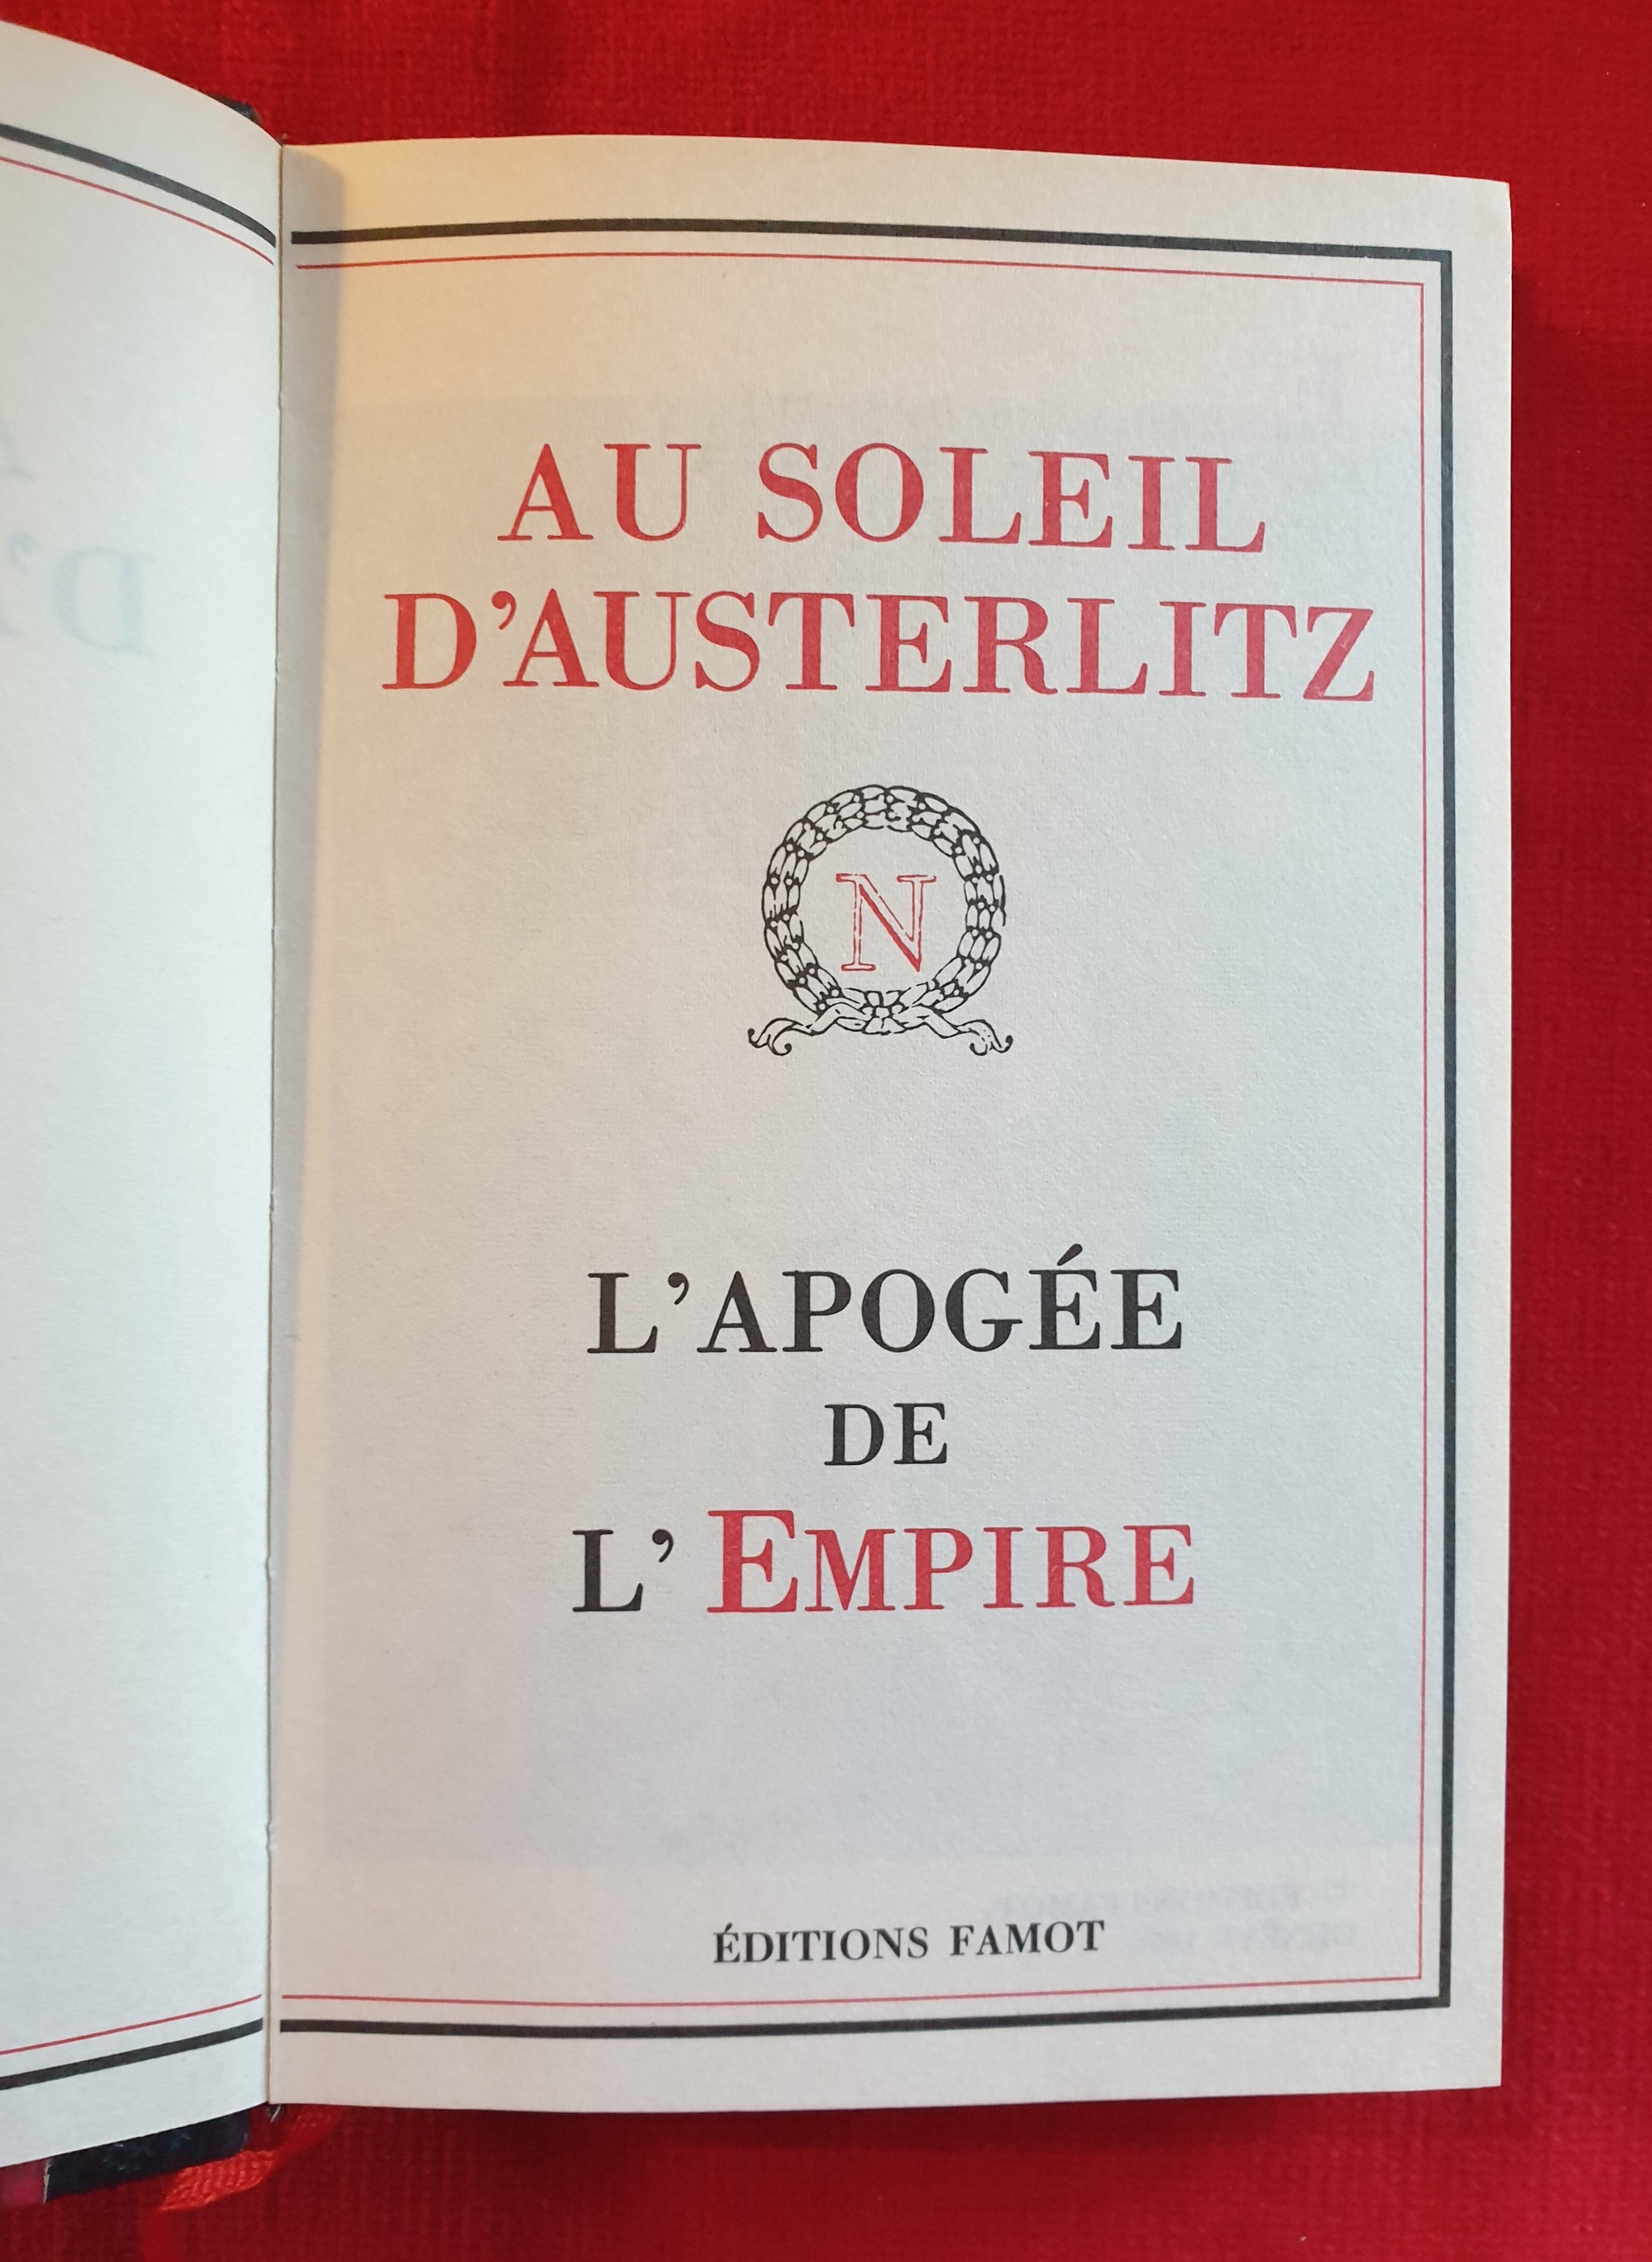 AU SOLEIL
D'AUSTERLITZ
N
L'APOGÉE
DE
L'EMPIRE
ÉDITIONS FAMOT